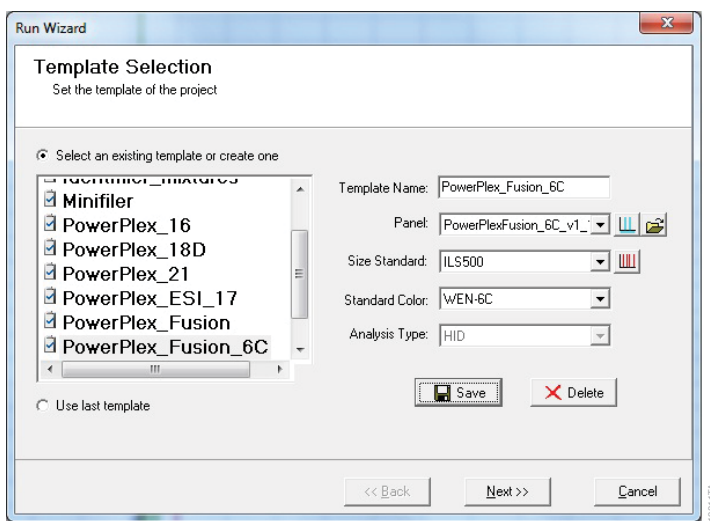 Run Wizard
Template Selection
Set the template of the project
Select an existing template or create one
Identifiler_mixtures
Minifiler
PowerPlex_16
PowerPlex_18D
PowerPlex_21
PowerPlex_ESI_17
PowerPlex_Fusion
PowerPlex_Fusion_6C
Use last template
Template Name: PowerPlex_Fusion_6C
Panel: PowerPlexFusion_6C_v1_
Size Standard: ILS500
Standard Color: WEN-6C
Analysis Type: HID
Save Delete
<< Back Next >> Cancel